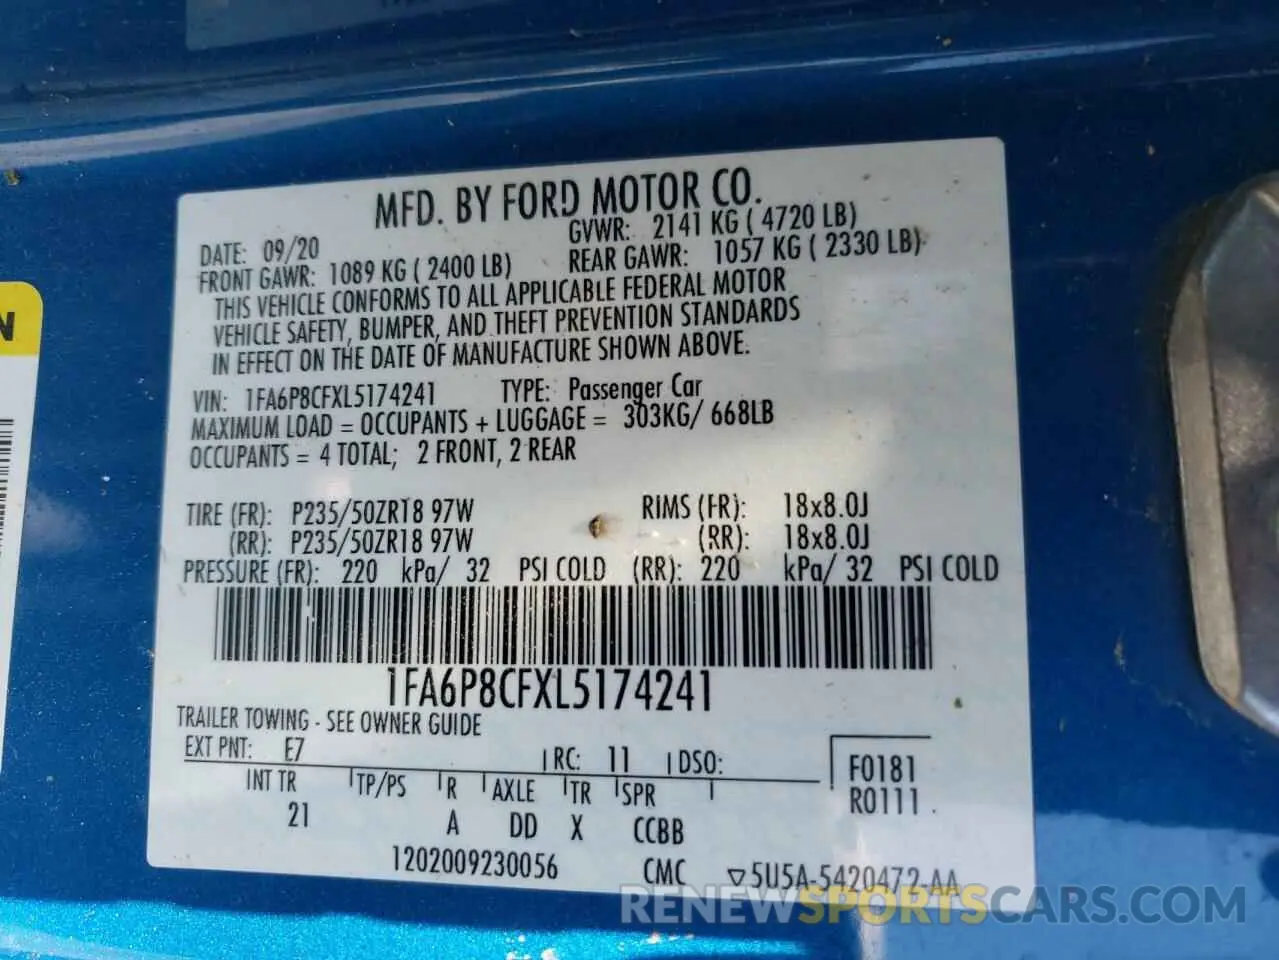 MFD. BY FORD MOTOR CO.
DATE: 09/20 GVWR: 2141 KG ( 4720 LB)
FRONT GAWR: 1089 KG ( 2400 LB) REAR GAWR: 1057 KG ( 2330 LB)
THIS VEHICLE CONFORMS TO ALL APPLICABLE FEDERAL MOTOR
VEHICLE SAFETY, BUMPER, AND THEFT PREVENTION STANDARDS
IN EFFECT ON THE DATE OF MANUFACTURE SHOWN ABOVE.
VIN: 1FA6P8CFXL5174241 TYPE: Passenger Car
MAXIMUM LOAD = OCCUPANTS + LUGGAGE = 303KG/ 668LB
OCCUPANTS = 4 TOTAL; 2 FRONT, 2 REAR
TIRE (FR): P235/50ZR18 97W RIMS (FR): 18x8.0J
(RR): P235/50ZR18 97W (RR): 18x8.0J
PRESSURE (FR): 220 kPa/ 32 PSI COLD (RR): 220 kPa/ 32 PSI COLD
1FA6P8CFXL5174241
TRAILER TOWING - SEE OWNER GUIDE
EXT PNT: E7 RC: 11 DSO: F0181
INT TR TP/PS R AXLE TR SPR R0111
21 A DD X CCBB
1202009230056 CMC ▽5U5A-5420472-AA
N
RENEWSPORTSCARS.COM